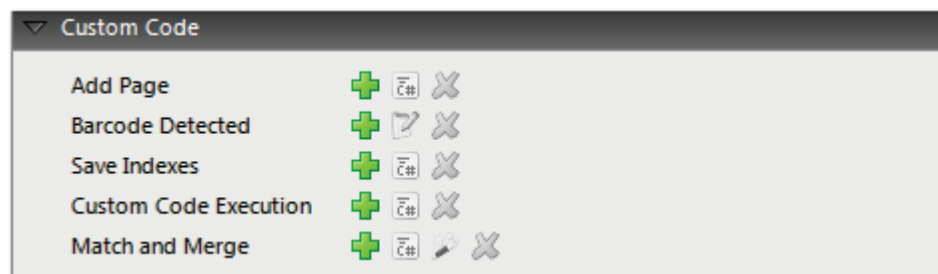 Custom Code
Add Page C#
Barcode Detected
Save Indexes C#
Custom Code Execution C#
Match and Merge C#